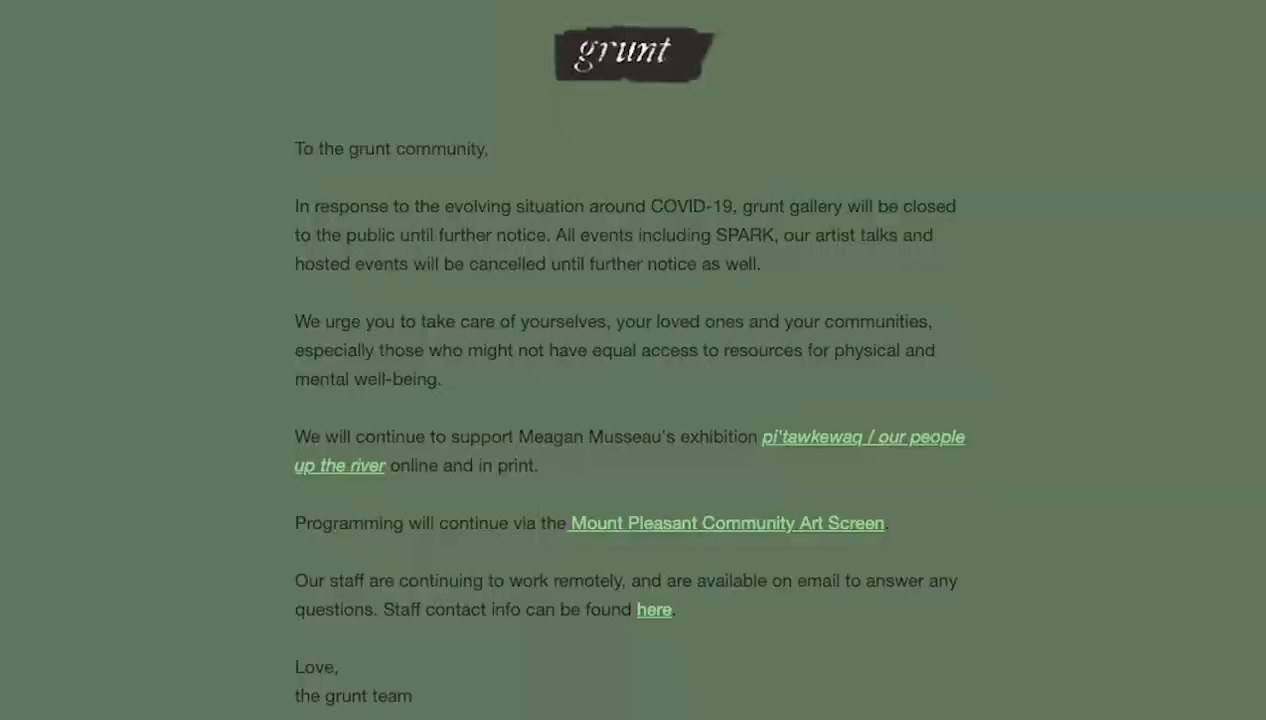 grunt
To the grunt community,
In response to the evolving situation around COVID-19, grunt gallery will be closed
to the public until further notice. All events including SPARK, our artist talks and
hosted events will be cancelled until further notice as well.
We urge you to take care of yourselves, your loved ones and your communities,
especially those who might not have equal access to resources for physical and
mental well-being.
We will continue to support Meagan Musseau's exhibition pi'tawkewaq / our people
up the river online and in print.
Programming will continue via the Mount Pleasant Community Art Screen.
Our staff are continuing to work remotely, and are available on email to answer any
questions. Staff contact info can be found here.
Love,
the grunt team